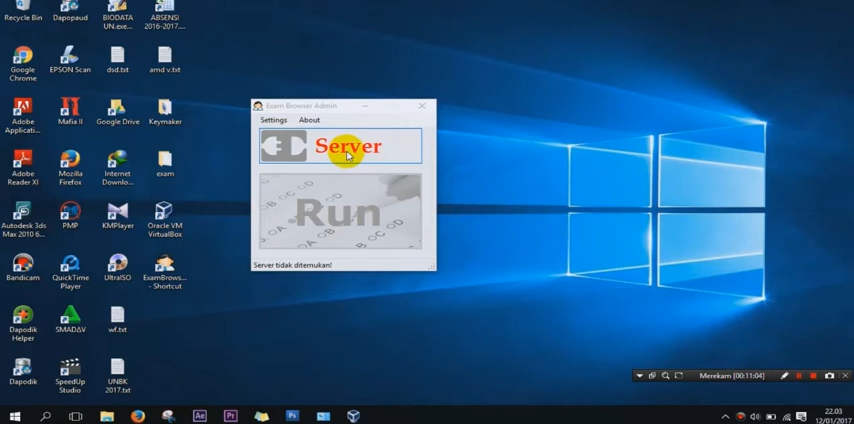 Recycle Bin
Dapopaud
BIODATA UN.exe...
ABSENSI 2016-2017....
Google Chrome
EPSON Scan
dsd.txt
amd v.txt
Adobe Applicati...
Mafia II
Google Drive
Keymaker
Adobe Reader XI
Mozilla Firefox
Internet Downlo...
exam
Autodesk 3ds Max 2010 6...
PMP
KMPlayer
Oracle VM VirtualBox
Bandicam
QuickTime Player
UltraISO
ExamBrows... - Shortcut
Dapodik Helper
SMADAV
wf.txt
Dapodik
SpeedUp Studio
UNBK 2017.txt
Exam Browser Admin
Settings
About
Server
Run
Server tidak ditemukan!
Merekam [00:11:04]
Ae
Pr
Ps
22.03
12/01/2017